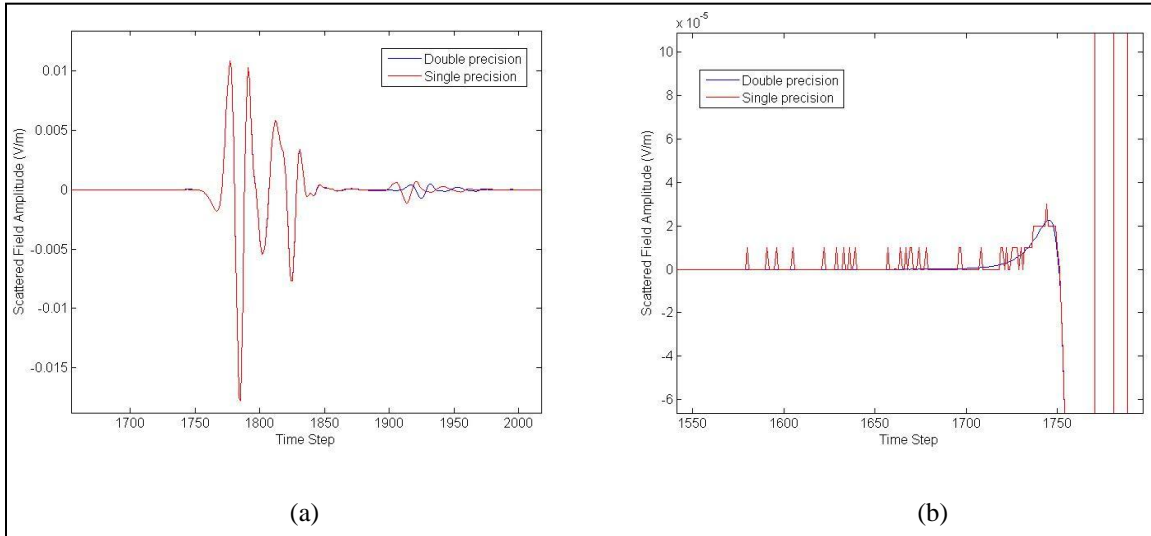 Double precision
Single precision
0.01
0.005
0
-0.005
-0.01
-0.015
Scattered Field Amplitude (V/m)
1700
1750
1800
1850
1900
1950
2000
Time Step
(a)
x 10-5
Double precision
Single precision
10
8
6
4
2
0
-2
-4
-6
Scattered Field Amplitude (V/m)
1550
1600
1650
1700
1750
Time Step
(b)